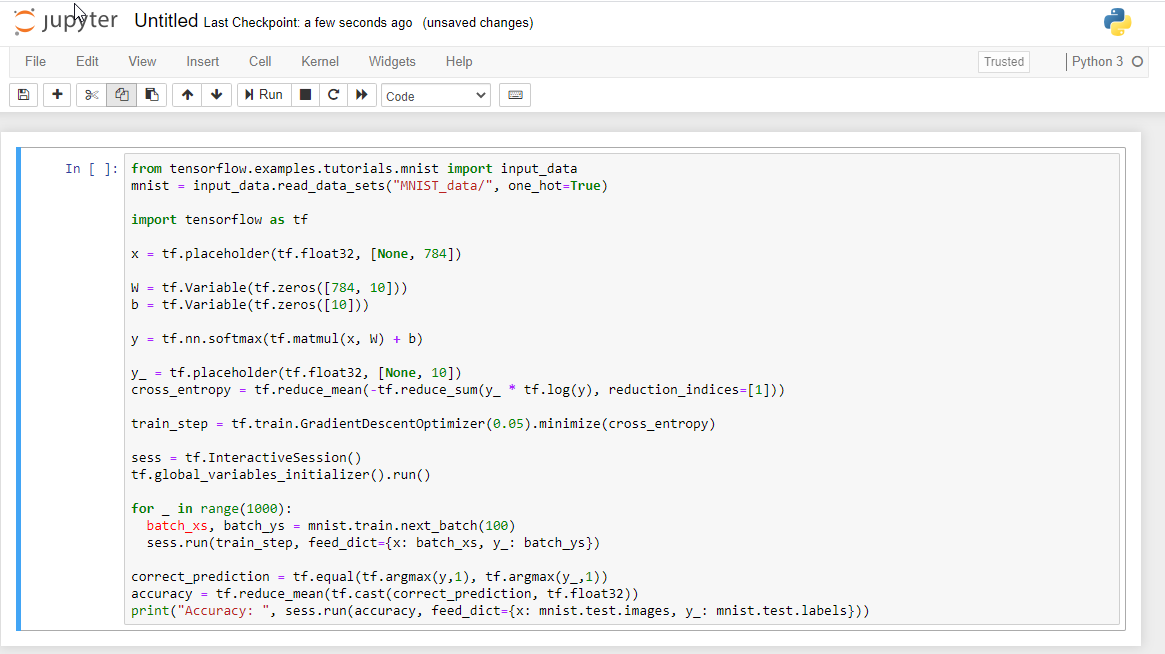 jupyter Untitled Last Checkpoint: a few seconds ago (unsaved changes)
File Edit View Insert Cell Kernel Widgets Help Trusted Python 3
Run Code
In [ ]:
from tensorflow.examples.tutorials.mnist import input_data
mnist = input_data.read_data_sets("MNIST_data/", one_hot=True)
import tensorflow as tf
x = tf.placeholder(tf.float32, [None, 784])
W = tf.Variable(tf.zeros([784, 10]))
b = tf.Variable(tf.zeros([10]))
y = tf.nn.softmax(tf.matmul(x, W) + b)
y_ = tf.placeholder(tf.float32, [None, 10])
cross_entropy = tf.reduce_mean(-tf.reduce_sum(y_ * tf.log(y), reduction_indices=[1]))
train_step = tf.train.GradientDescentOptimizer(0.05).minimize(cross_entropy)
sess = tf.InteractiveSession()
tf.global_variables_initializer().run()
for _ in range(1000):
  batch_xs, batch_ys = mnist.train.next_batch(100)
  sess.run(train_step, feed_dict={x: batch_xs, y_: batch_ys})
correct_prediction = tf.equal(tf.argmax(y,1), tf.argmax(y_,1))
accuracy = tf.reduce_mean(tf.cast(correct_prediction, tf.float32))
print("Accuracy: ", sess.run(accuracy, feed_dict={x: mnist.test.images, y_: mnist.test.labels}))